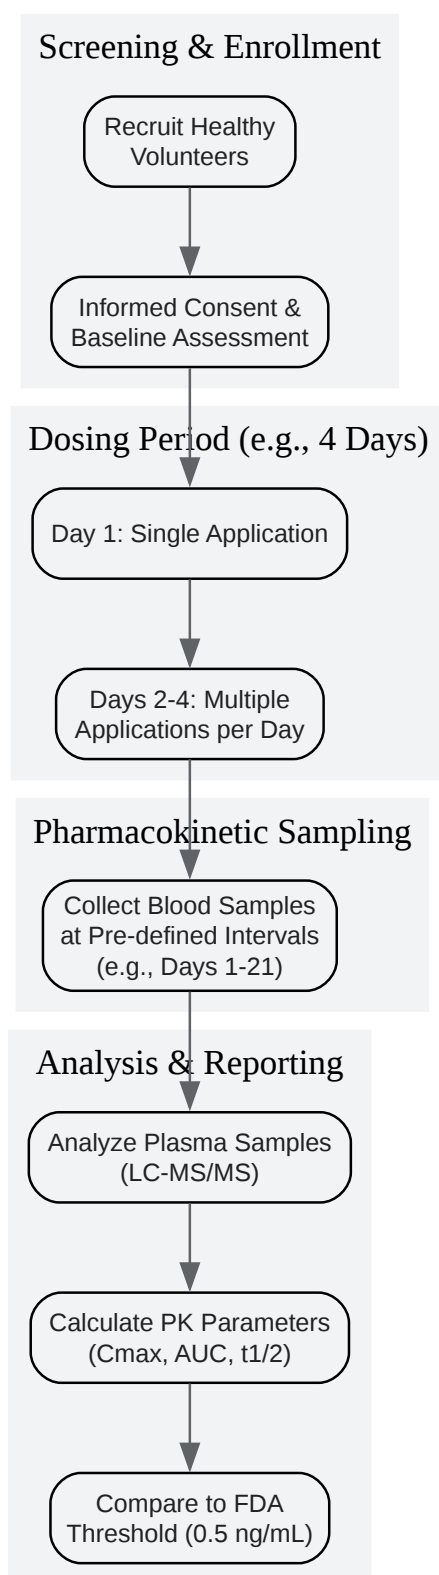 Screening & Enrollment
Recruit Healthy
Volunteers
Informed Consent &
Baseline Assessment
Dosing Period (e.g., 4 Days)
Day 1: Single Application
Days 2-4: Multiple
Applications per Day
Pharmacokinetic Sampling
Collect Blood Samples
at Pre-defined Intervals
(e.g., Days 1-21)
Analysis & Reporting
Analyze Plasma Samples
(LC-MS/MS)
Calculate PK Parameters
(Cmax, AUC, t1/2)
Compare to FDA
Threshold (0.5 ng/mL)